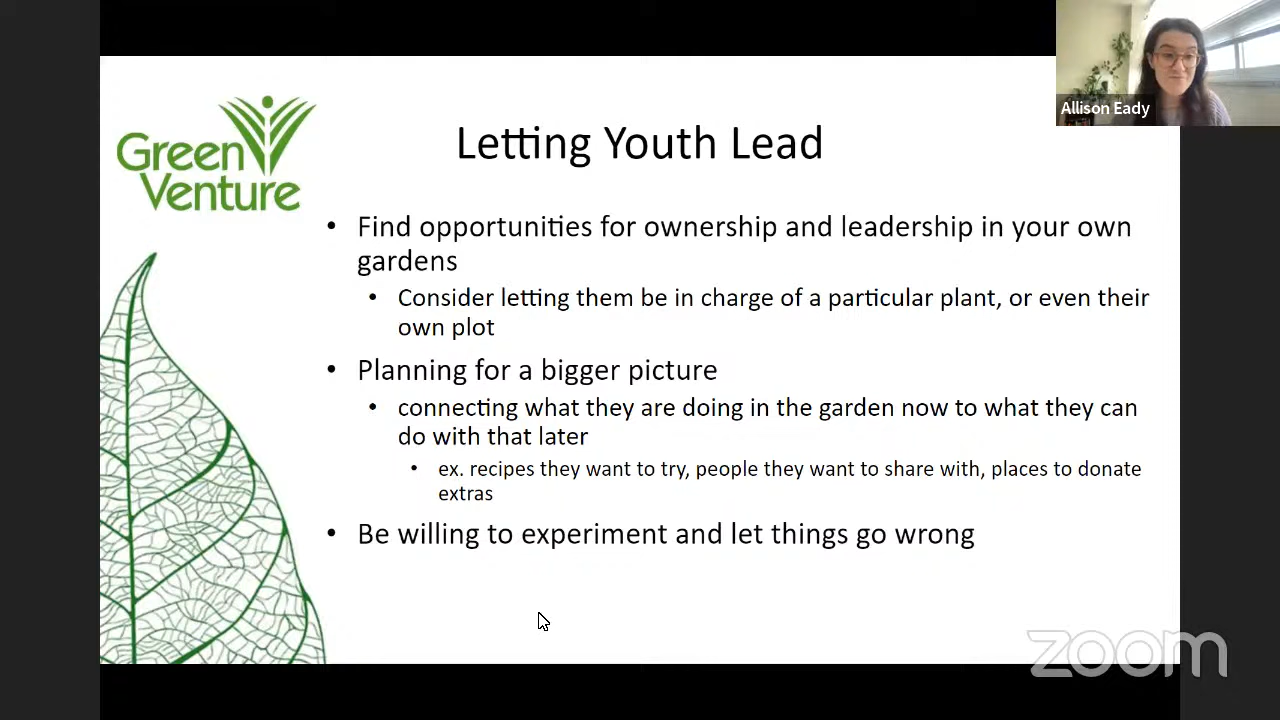 Allison Eady
Green
Venture
Letting Youth Lead
• Find opportunities for ownership and leadership in your own
gardens
• Consider letting them be in charge of a particular plant, or even their
own plot
• Planning for a bigger picture
• connecting what they are doing in the garden now to what they can
do with that later
• ex. recipes they want to try, people they want to share with, places to donate
extras
• Be willing to experiment and let things go wrong
zoom